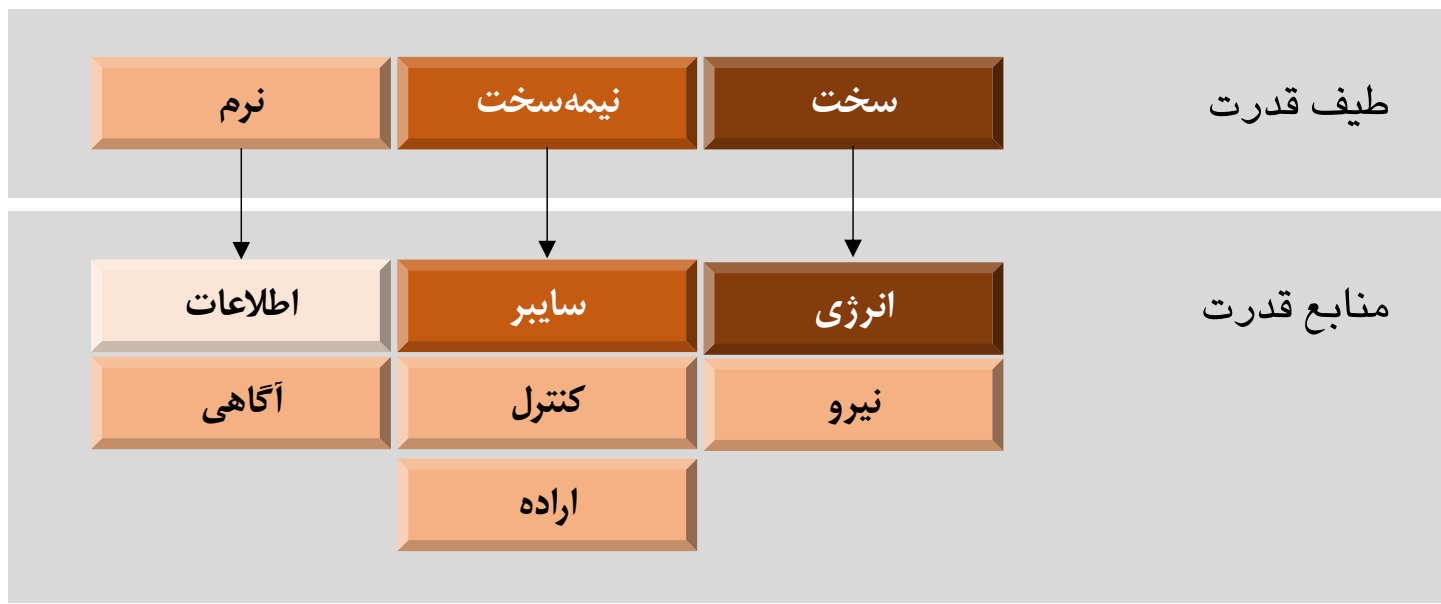 طیف قدرت
سخت
نیمه‌سخت
نرم
منابع قدرت
انرژی
سایبر
اطلاعات
نیرو
کنترل
آگاهی
اراده